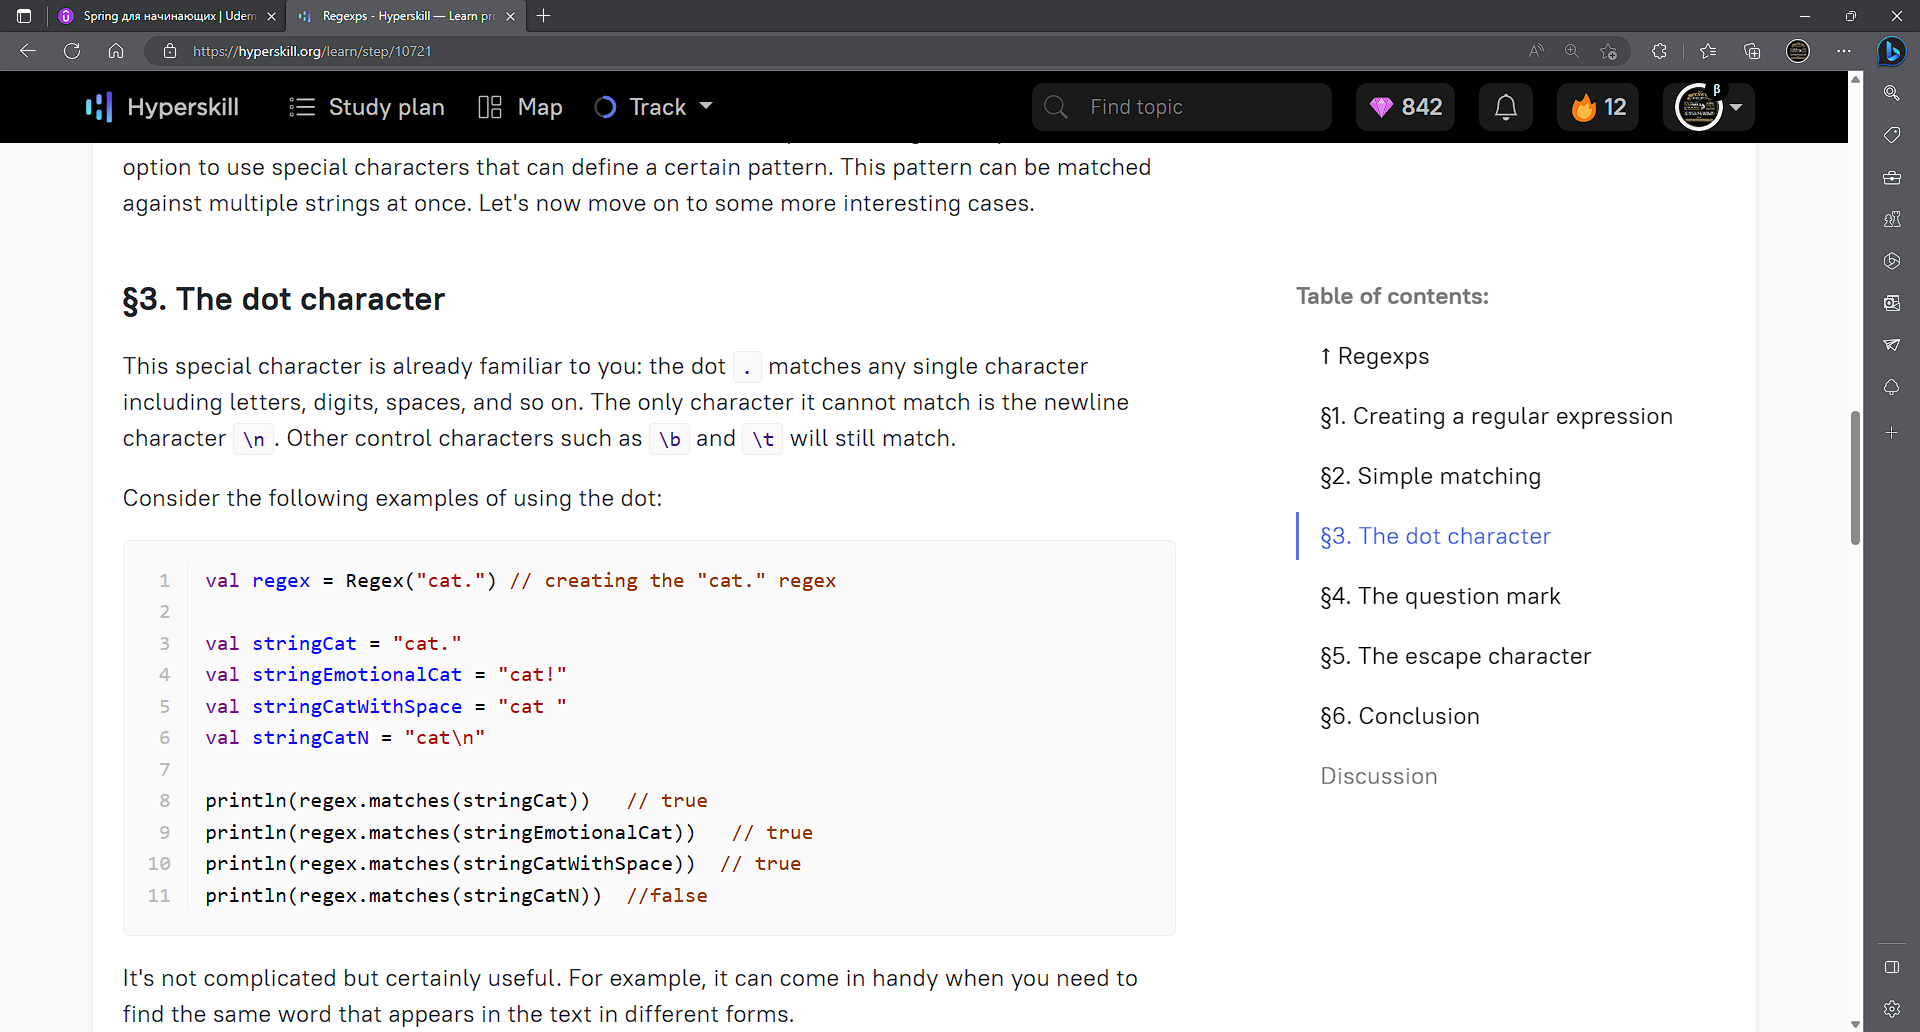 Spring для начинающих | Udem
Regexps - Hyperskill — Learn pr
https://hyperskill.org/learn/step/10721
Hyperskill
Study plan
Map
Track
Find topic
842
12
β
option to use special characters that can define a certain pattern. This pattern can be matched
against multiple strings at once. Let's now move on to some more interesting cases.
§3. The dot character
This special character is already familiar to you: the dot . matches any single character
including letters, digits, spaces, and so on. The only character it cannot match is the newline
character \n. Other control characters such as \b and \t will still match.
Consider the following examples of using the dot:
1 val regex = Regex("cat.") // creating the "cat." regex
2
3 val stringCat = "cat."
4 val stringEmotionalCat = "cat!"
5 val stringCatWithSpace = "cat "
6 val stringCatN = "cat\n"
7
8 println(regex.matches(stringCat))   // true
9 println(regex.matches(stringEmotionalCat))   // true
10 println(regex.matches(stringCatWithSpace))  // true
11 println(regex.matches(stringCatN))  //false
It's not complicated but certainly useful. For example, it can come in handy when you need to
find the same word that appears in the text in different forms.
Table of contents:
↑ Regexps
§1. Creating a regular expression
§2. Simple matching
§3. The dot character
§4. The question mark
§5. The escape character
§6. Conclusion
Discussion